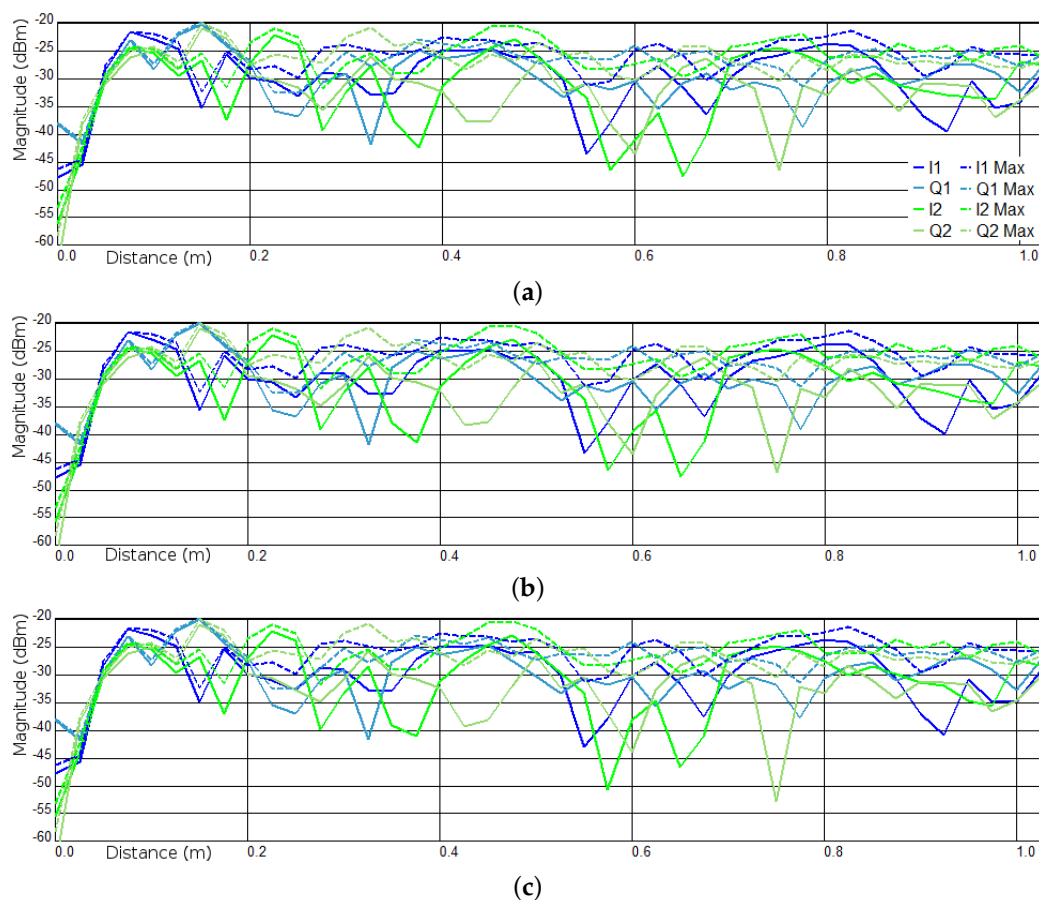 -20
-25
-30
-35
-40
-45
-50
-55
-60
Magnitude (dBm)
I1 I1 Max
Q1 Q1 Max
I2 I2 Max
Q2 Q2 Max
0.0 0.2 0.4 0.6 0.8 1.0
Distance (m)
(a)
-20
-25
-30
-35
-40
-45
-50
-55
-60
Magnitude (dBm)
0.0 0.2 0.4 0.6 0.8 1.0
Distance (m)
(b)
-20
-25
-30
-35
-40
-45
-50
-55
-60
Magnitude (dBm)
0.0 0.2 0.4 0.6 0.8 1.0
Distance (m)
(c)